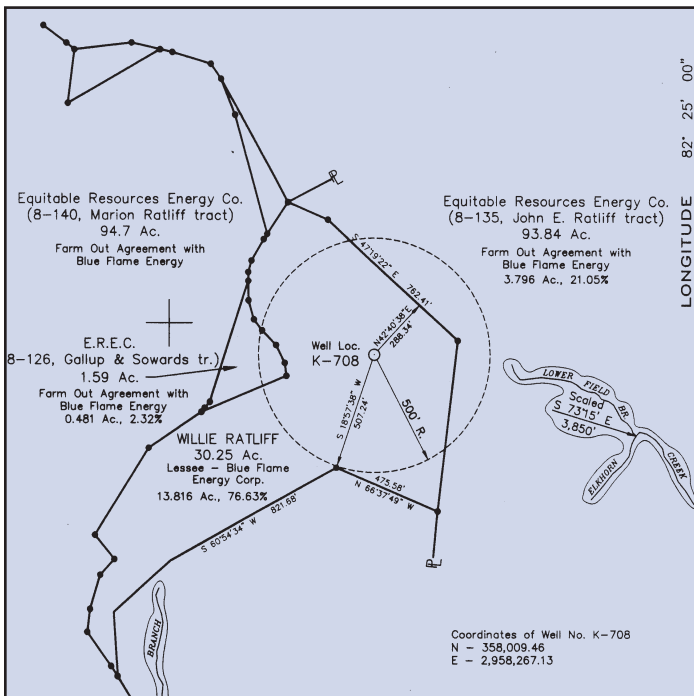 LONGITUDE 82° 25' 00"
PL
Equitable Resources Energy Co.
(8-140, Marion Ratliff tract)
94.7 Ac.
Farm Out Agreement with
Blue Flame Energy
Equitable Resources Energy Co.
(8-135, John E. Ratliff tract)
93.84 Ac.
Farm Out Agreement with
Blue Flame Energy
3.796 Ac., 21.05%
S 47°19'22" E 762.41'
N42°40'38"E
288.34'
Well Loc.
K-708
E.R.E.C.
8-126, Gallup & Sowards tr.)
1.59 Ac.
Farm Out Agreement with
Blue Flame Energy
0.481 Ac., 2.32%
S 18°57'38" W
507.24'
500' R.
LOWER FIELD BR.
Scaled
S 73°15' E
3,850'
ELKHORN CREEK
WILLIE RATLIFF
30.25 Ac.
Lessee - Blue Flame
Energy Corp.
13.816 Ac., 76.63%
475.58'
N 66°37'49" W
S 60°54'34" W 821.68'
PL
BRANCH
Coordinates of Well No. K-708
N - 358,009.46
E - 2,958,267.13